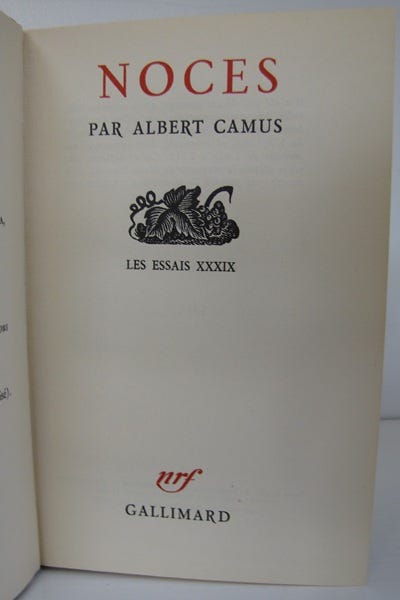 NOCES
PAR ALBERT CAMUS
LES ESSAIS XXXIX
nrf
GALLIMARD